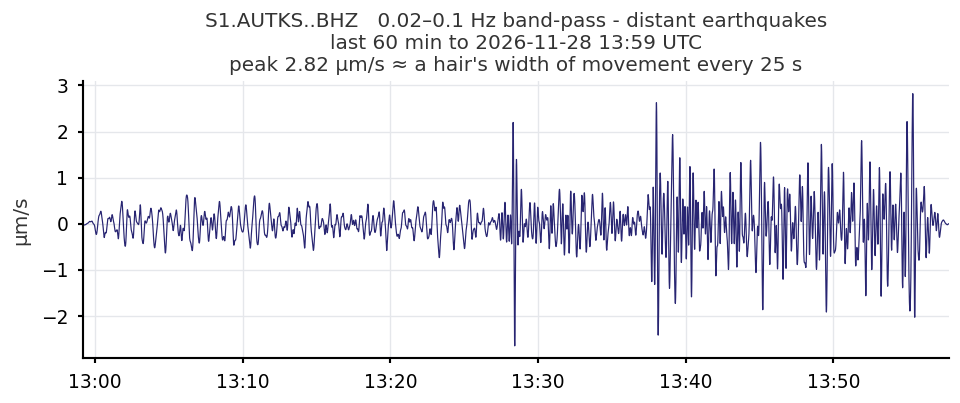 S1.AUTKS..BHZ   0.02–0.1 Hz band-pass - distant earthquakes
last 60 min to 2026-11-28 13:59 UTC
peak 2.82 µm/s ≈ a hair's width of movement every 25 s
µm/s
3
2
1
0
−1
−2
13:00 13:10 13:20 13:30 13:40 13:50